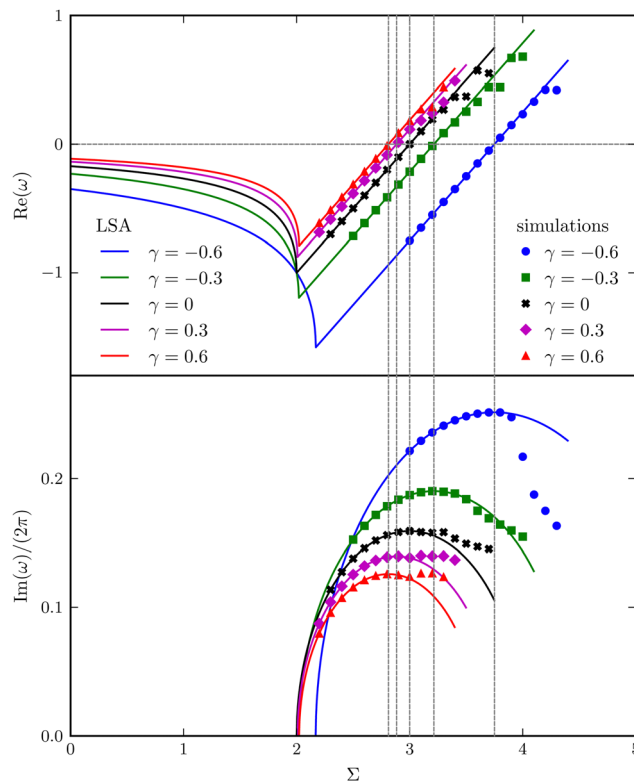 1
0
−1
Re(ω)
LSA
γ = −0.6
γ = −0.3
γ = 0
γ = 0.3
γ = 0.6
simulations
γ = −0.6
γ = −0.3
γ = 0
γ = 0.3
γ = 0.6
0.2
0.1
0.0
Im(ω)/(2π)
0
1
2
3
4
5
Σ